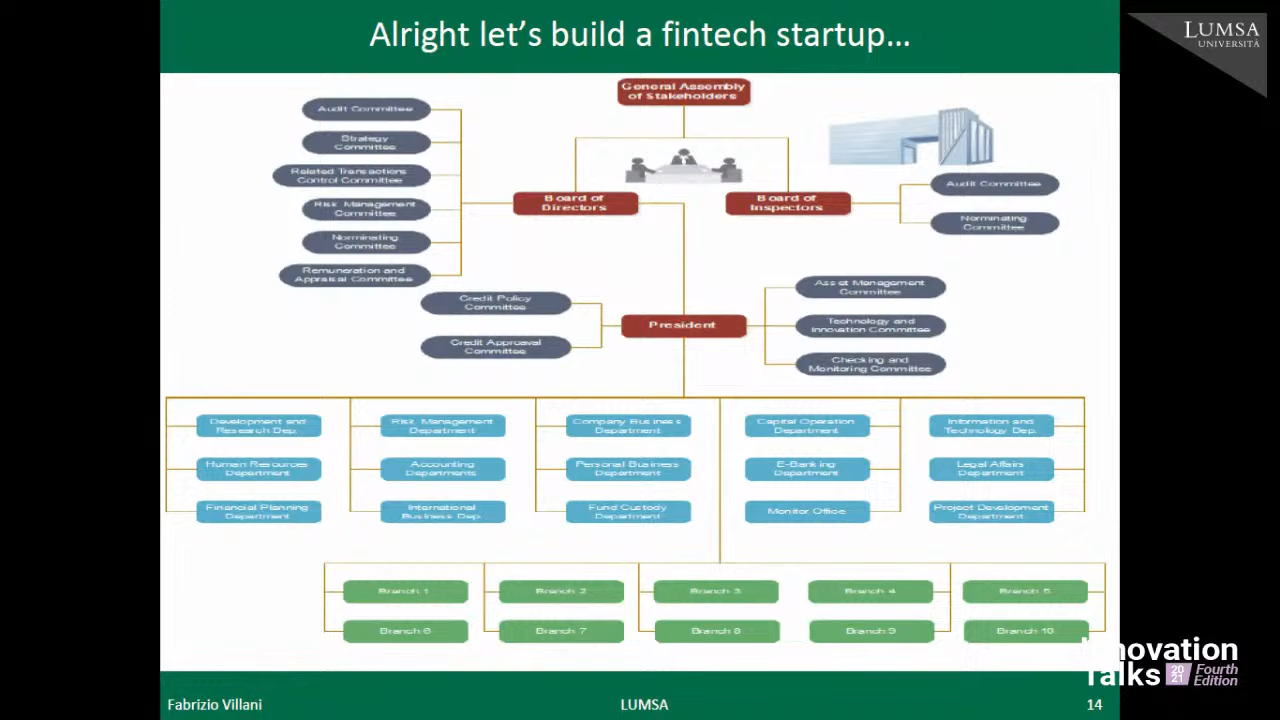 Alright let's build a fintech startup...
LUMSA
UNIVERSITÀ
General Assembly
of Stakeholders
Audit Committee
Strategy
Committee
Related Transactions
Control Committee
Risk Management
Committee
Norminating
Committee
Remuneration and
Appraisal Committee
Board of
Directors
Board of
Inspectors
Audit Committee
Norminating
Committee
Credit Policy
Committee
Credit Approaval
Committee
President
Asset Management
Committee
Technology and
Innovation Committee
Checking and
Monitoring Committee
Development and
Research Dep.
Risk Management
Department
Company Business
Department
Capital Operation
Department
Information and
Technology Dep.
Human Resources
Department
Accounting
Departments
Personal Business
Department
E-Banking
Department
Legal Affairs
Department
Financial Planning
Department
International
Business Dep.
Fund Custody
Department
Monitor Office
Project Development
Department
Branch 1
Branch 2
Branch 3
Branch 4
Branch 5
Branch 6
Branch 7
Branch 8
Branch 9
Branch 10
Innovation
Talks 2021 Fourth
Edition
Fabrizio Villani
LUMSA
14